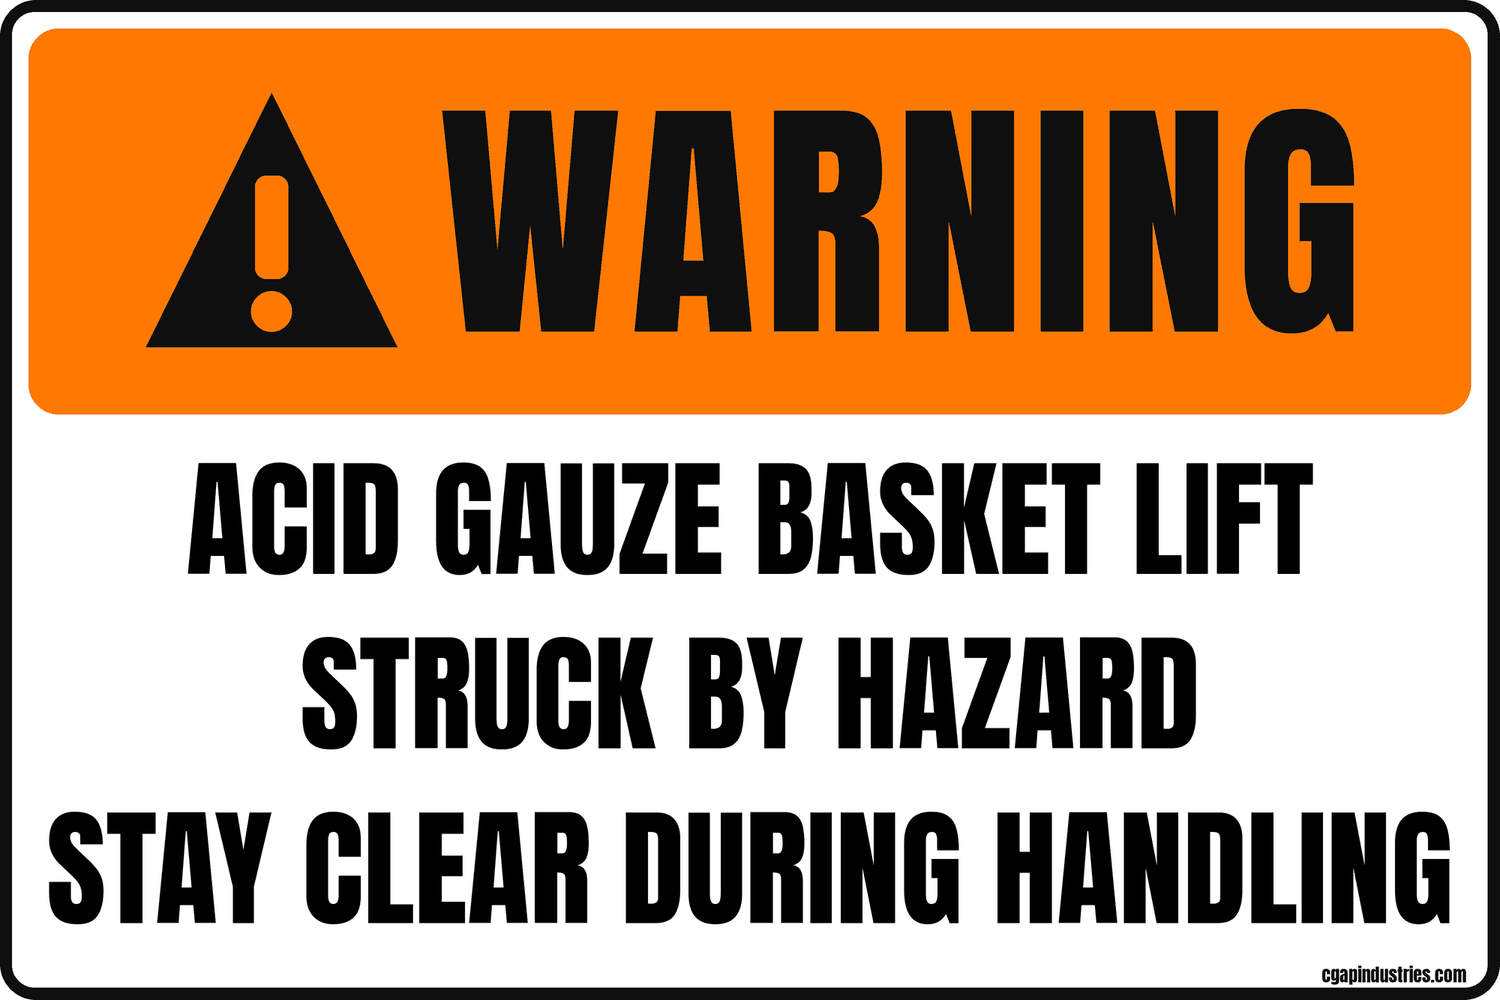 WARNING
ACID GAUZE BASKET LIFT
STRUCK BY HAZARD
STAY CLEAR DURING HANDLING
cgapindustries.com